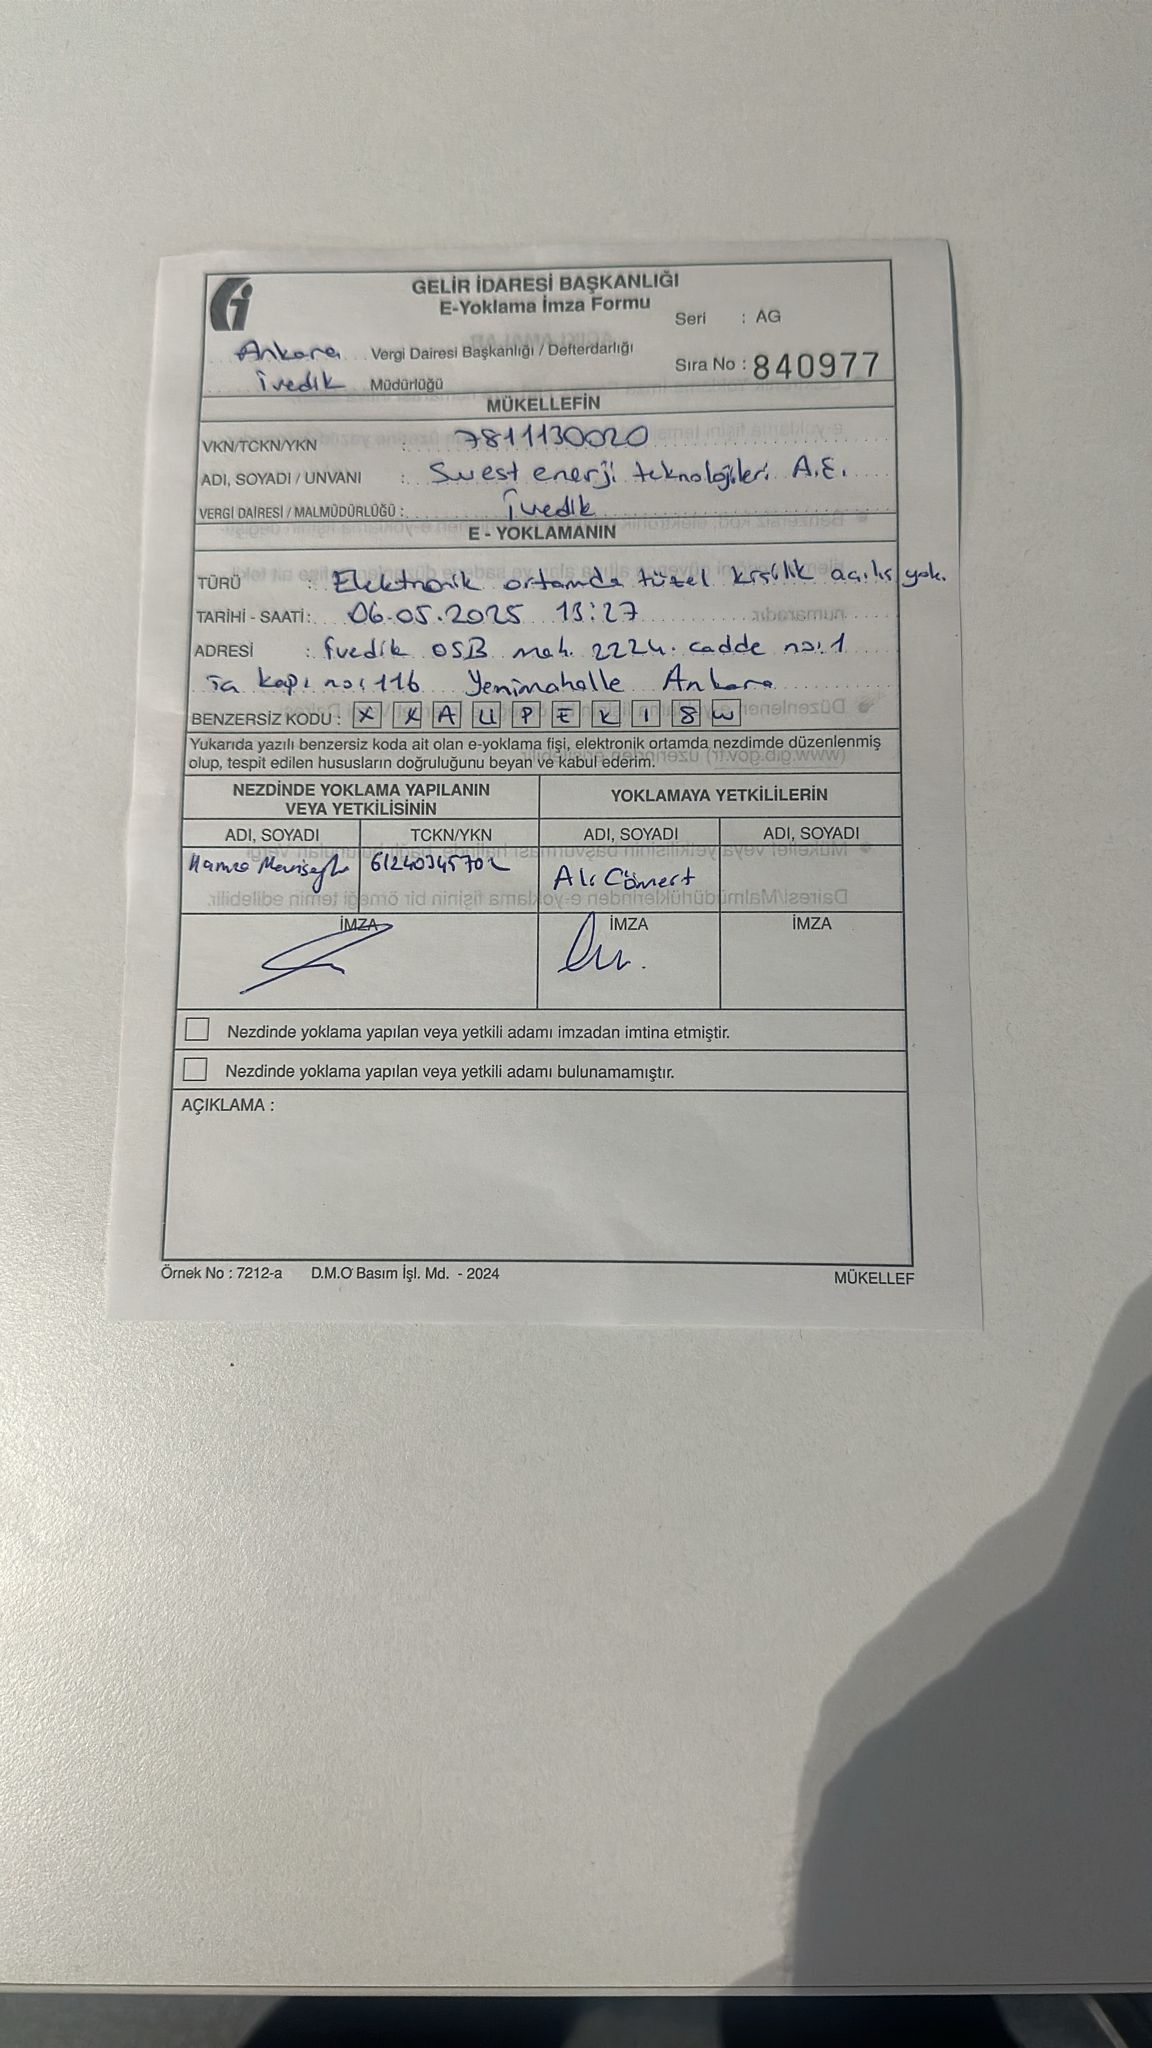 GELİR İDARESİ BAŞKANLIĞI
E-Yoklama İmza Formu
Seri : AG
Ankara Vergi Dairesi Başkanlığı / Defterdarlığı
Sıra No : 840977
İvedik Müdürlüğü
MÜKELLEFİN
VKN/TCKN/YKN : 7811130020
ADI, SOYADI / UNVANI : Swest enerji teknolojileri A.Ş.
VERGİ DAİRESİ / MALMÜDÜRLÜĞÜ : İvedik
E - YOKLAMANIN
TÜRÜ : Elektronik ortamda tüzel kişilik açılış yok.
TARİHİ - SAATİ : 06.05.2025 13:27
ADRESİ : İvedik OSB mah. 2224. cadde no:1
iç kapı no:116 Yenimahalle Ankara
BENZERSİZ KODU : X X A U P E K 1 8 W
Yukarıda yazılı benzersiz koda ait olan e-yoklama fişi, elektronik ortamda nezdimde düzenlenmiş
olup, tespit edilen hususların doğruluğunu beyan ve kabul ederim.
NEZDİNDE YOKLAMA YAPILANIN
VEYA YETKİLİSİNİN
YOKLAMAYA YETKİLİLERİN
ADI, SOYADI TCKN/YKN ADI, SOYADI ADI, SOYADI
Hamza 61240345702 Ali Cömert
İMZA İMZA İMZA
Nezdinde yoklama yapılan veya yetkili adamı imzadan imtina etmiştir.
Nezdinde yoklama yapılan veya yetkili adamı bulunamamıştır.
AÇIKLAMA :
Örnek No : 7212-a D.M.O Basım İşl. Md. - 2024
MÜKELLEF